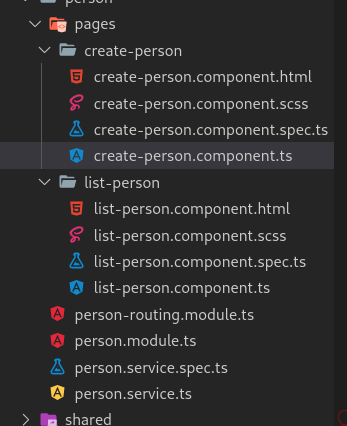 person
pages
create-person
create-person.component.html
create-person.component.scss
create-person.component.spec.ts
create-person.component.ts
list-person
list-person.component.html
list-person.component.scss
list-person.component.spec.ts
list-person.component.ts
person-routing.module.ts
person.module.ts
person.service.spec.ts
person.service.ts
shared